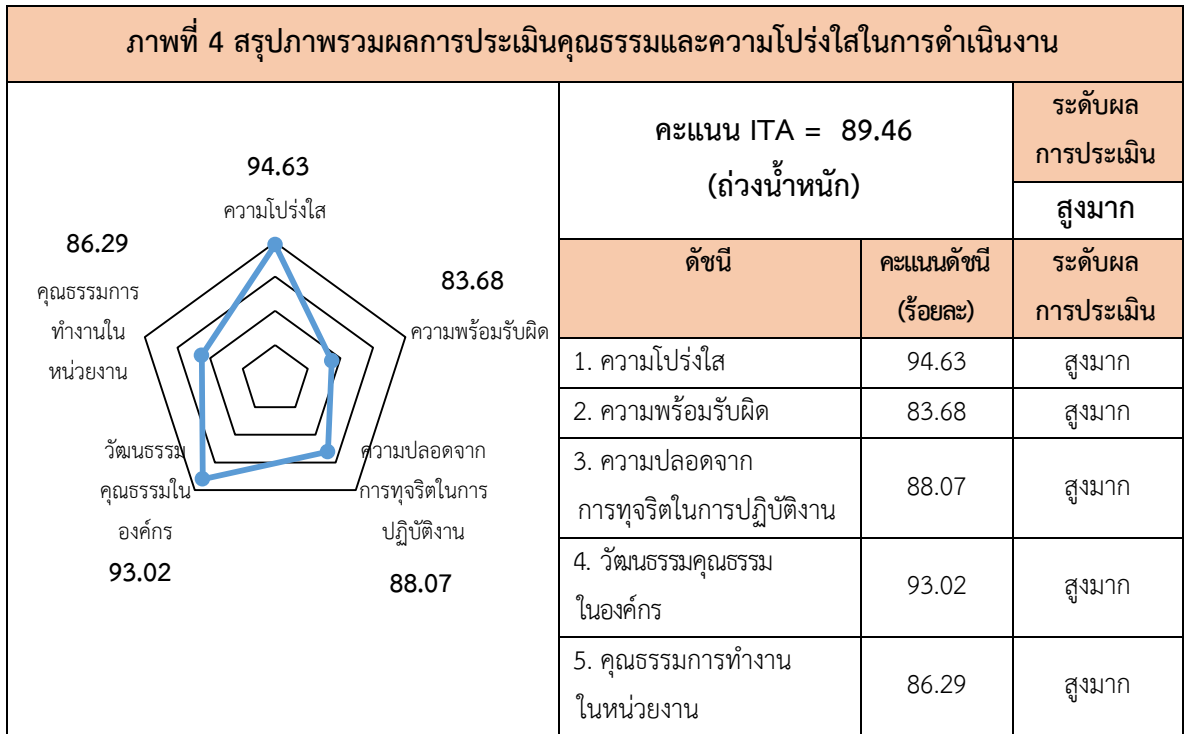 ภาพที่ 4 สรุปภาพรวมผลการประเมินคุณธรรมและความโปร่งใสในการดำเนินงาน
94.63
ความโปร่งใส
86.29
คุณธรรมการ
ทำงานใน
หน่วยงาน
83.68
ความพร้อมรับผิด
วัฒนธรรม
คุณธรรมใน
องค์กร
93.02
ความปลอดจาก
การทุจริตในการ
ปฏิบัติงาน
88.07
คะแนน ITA = 89.46
(ถ่วงน้ำหนัก)
ระดับผล
การประเมิน
สูงมาก
ดัชนี
คะแนนดัชนี
(ร้อยละ)
ระดับผล
การประเมิน
1. ความโปร่งใส
94.63
สูงมาก
2. ความพร้อมรับผิด
83.68
สูงมาก
3. ความปลอดจาก
การทุจริตในการปฏิบัติงาน
88.07
สูงมาก
4. วัฒนธรรมคุณธรรม
ในองค์กร
93.02
สูงมาก
5. คุณธรรมการทำงาน
ในหน่วยงาน
86.29
สูงมาก